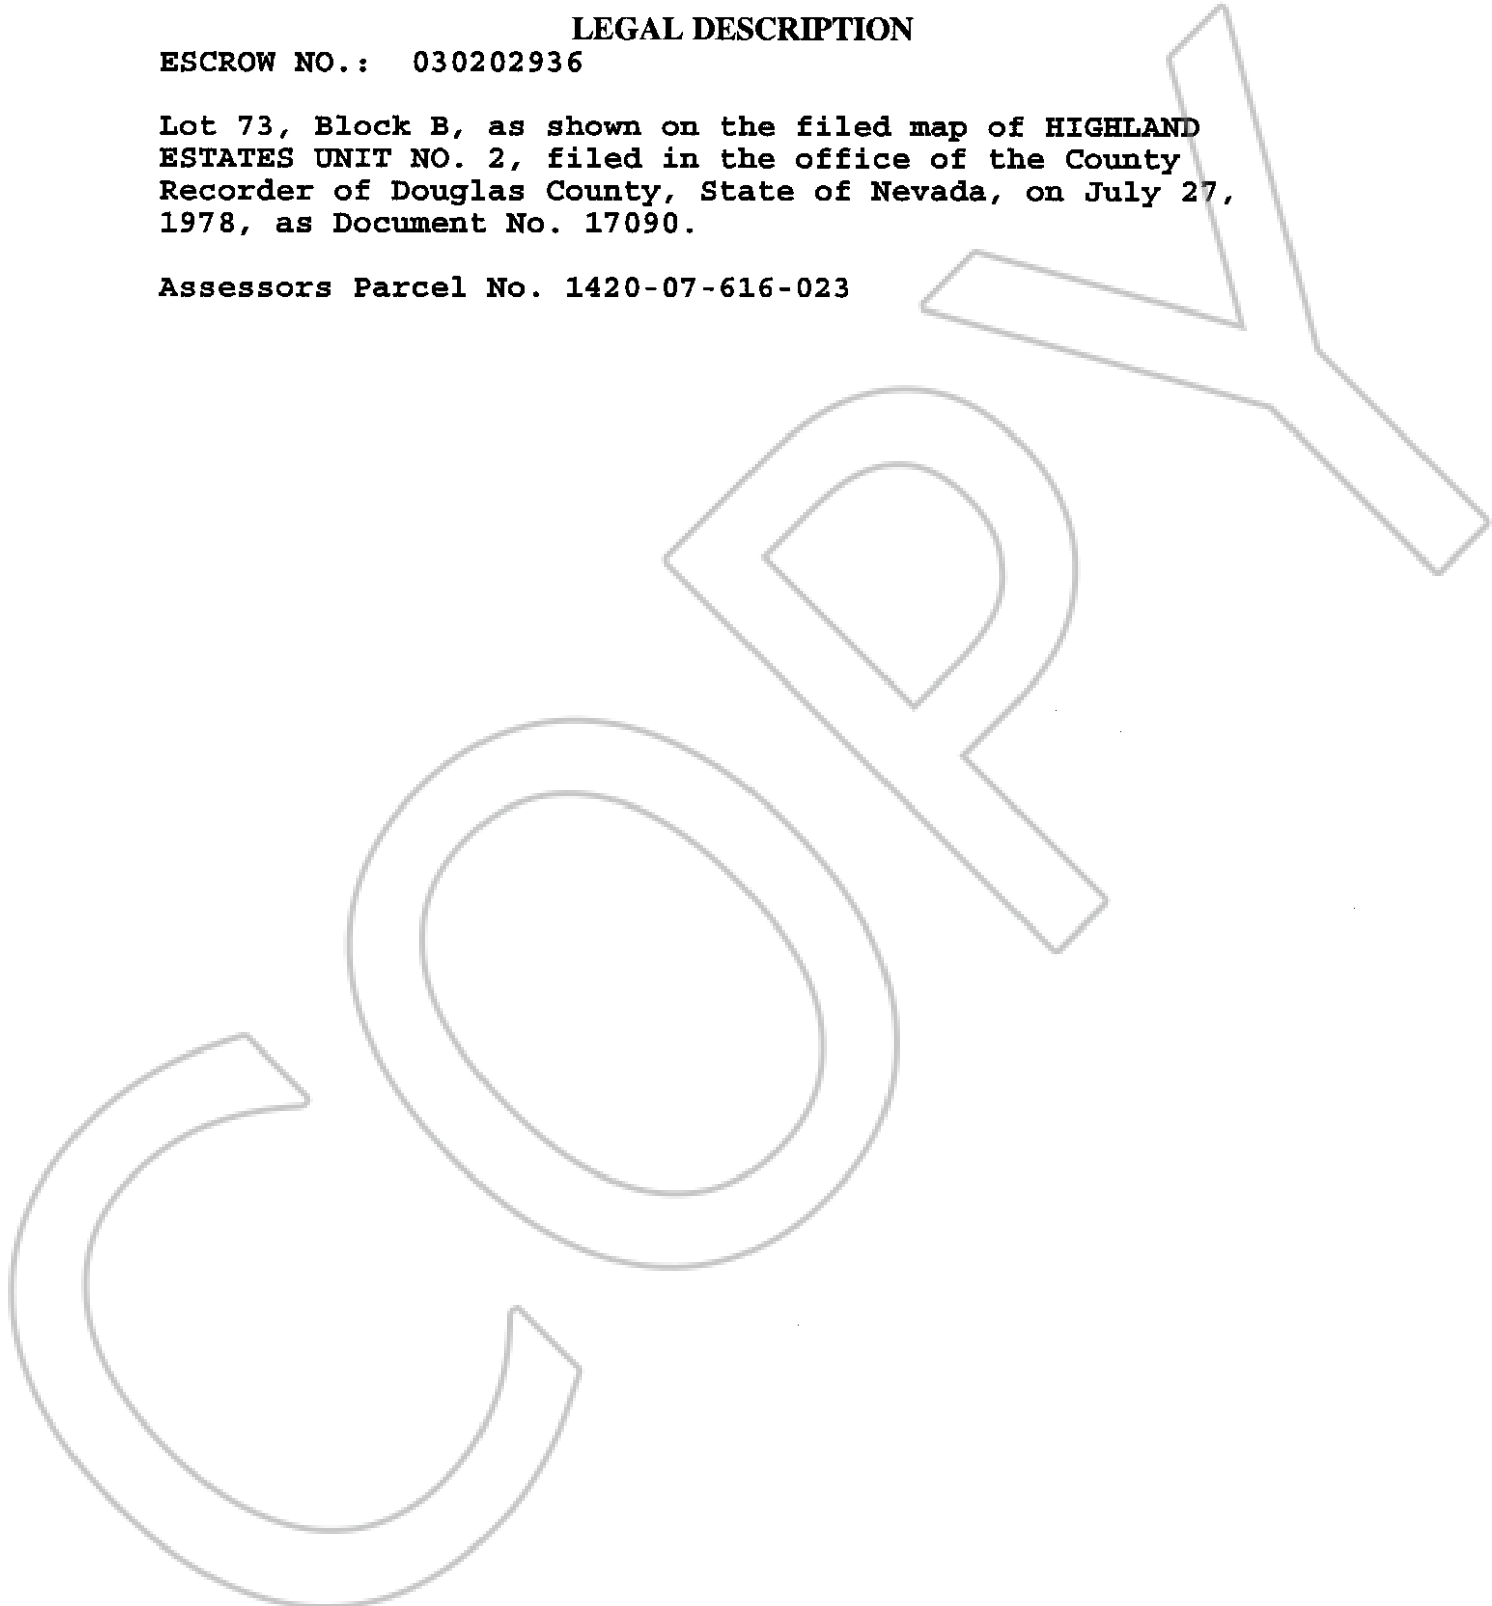 LEGAL DESCRIPTION
ESCROW NO.: 030202936
Lot 73, Block B, as shown on the filed map of HIGHLAND
ESTATES UNIT NO. 2, filed in the office of the County
Recorder of Douglas County, State of Nevada, on July 27,
1978, as Document No. 17090.
Assessors Parcel No. 1420-07-616-023
COPY